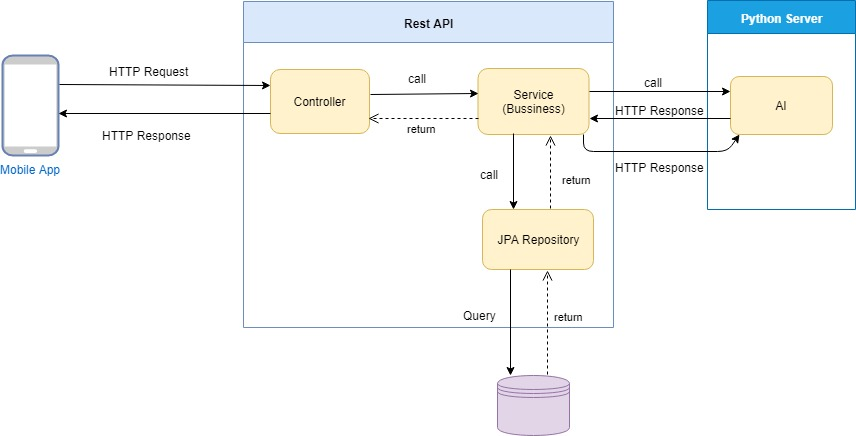 Rest API
Python Server
HTTP Request
HTTP Response
Mobile App
Controller
call
return
Service
(Bussiness)
call
HTTP Response
HTTP Response
AI
call
return
JPA Repository
Query
return